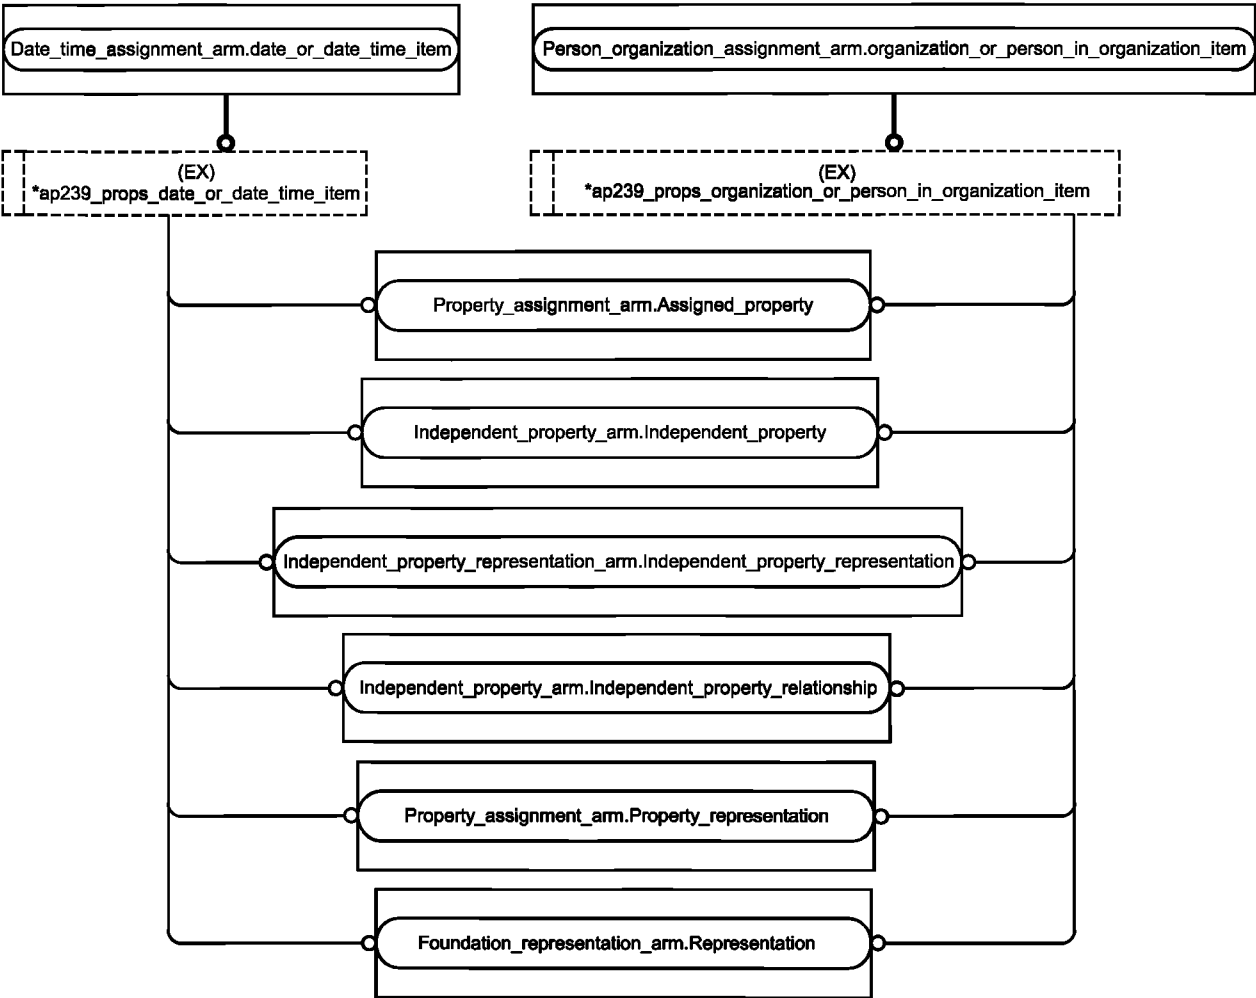 Date_time_assignment_arm.date_or_date_time_item
Person_organization_assignment_arm.organization_or_person_in_organization_item
(EX)
*ap239_props_date_or_date_time_item
(EX)
*ap239_props_organization_or_person_in_organization_item
Property_assignment_arm.Assigned_property
Independent_property_arm.Independent_property
Independent_property_representation_arm.Independent_property_representation
Independent_property_arm.Independent_property_relationship
Property_assignment_arm.Property_representation
Foundation_representation_arm.Representation